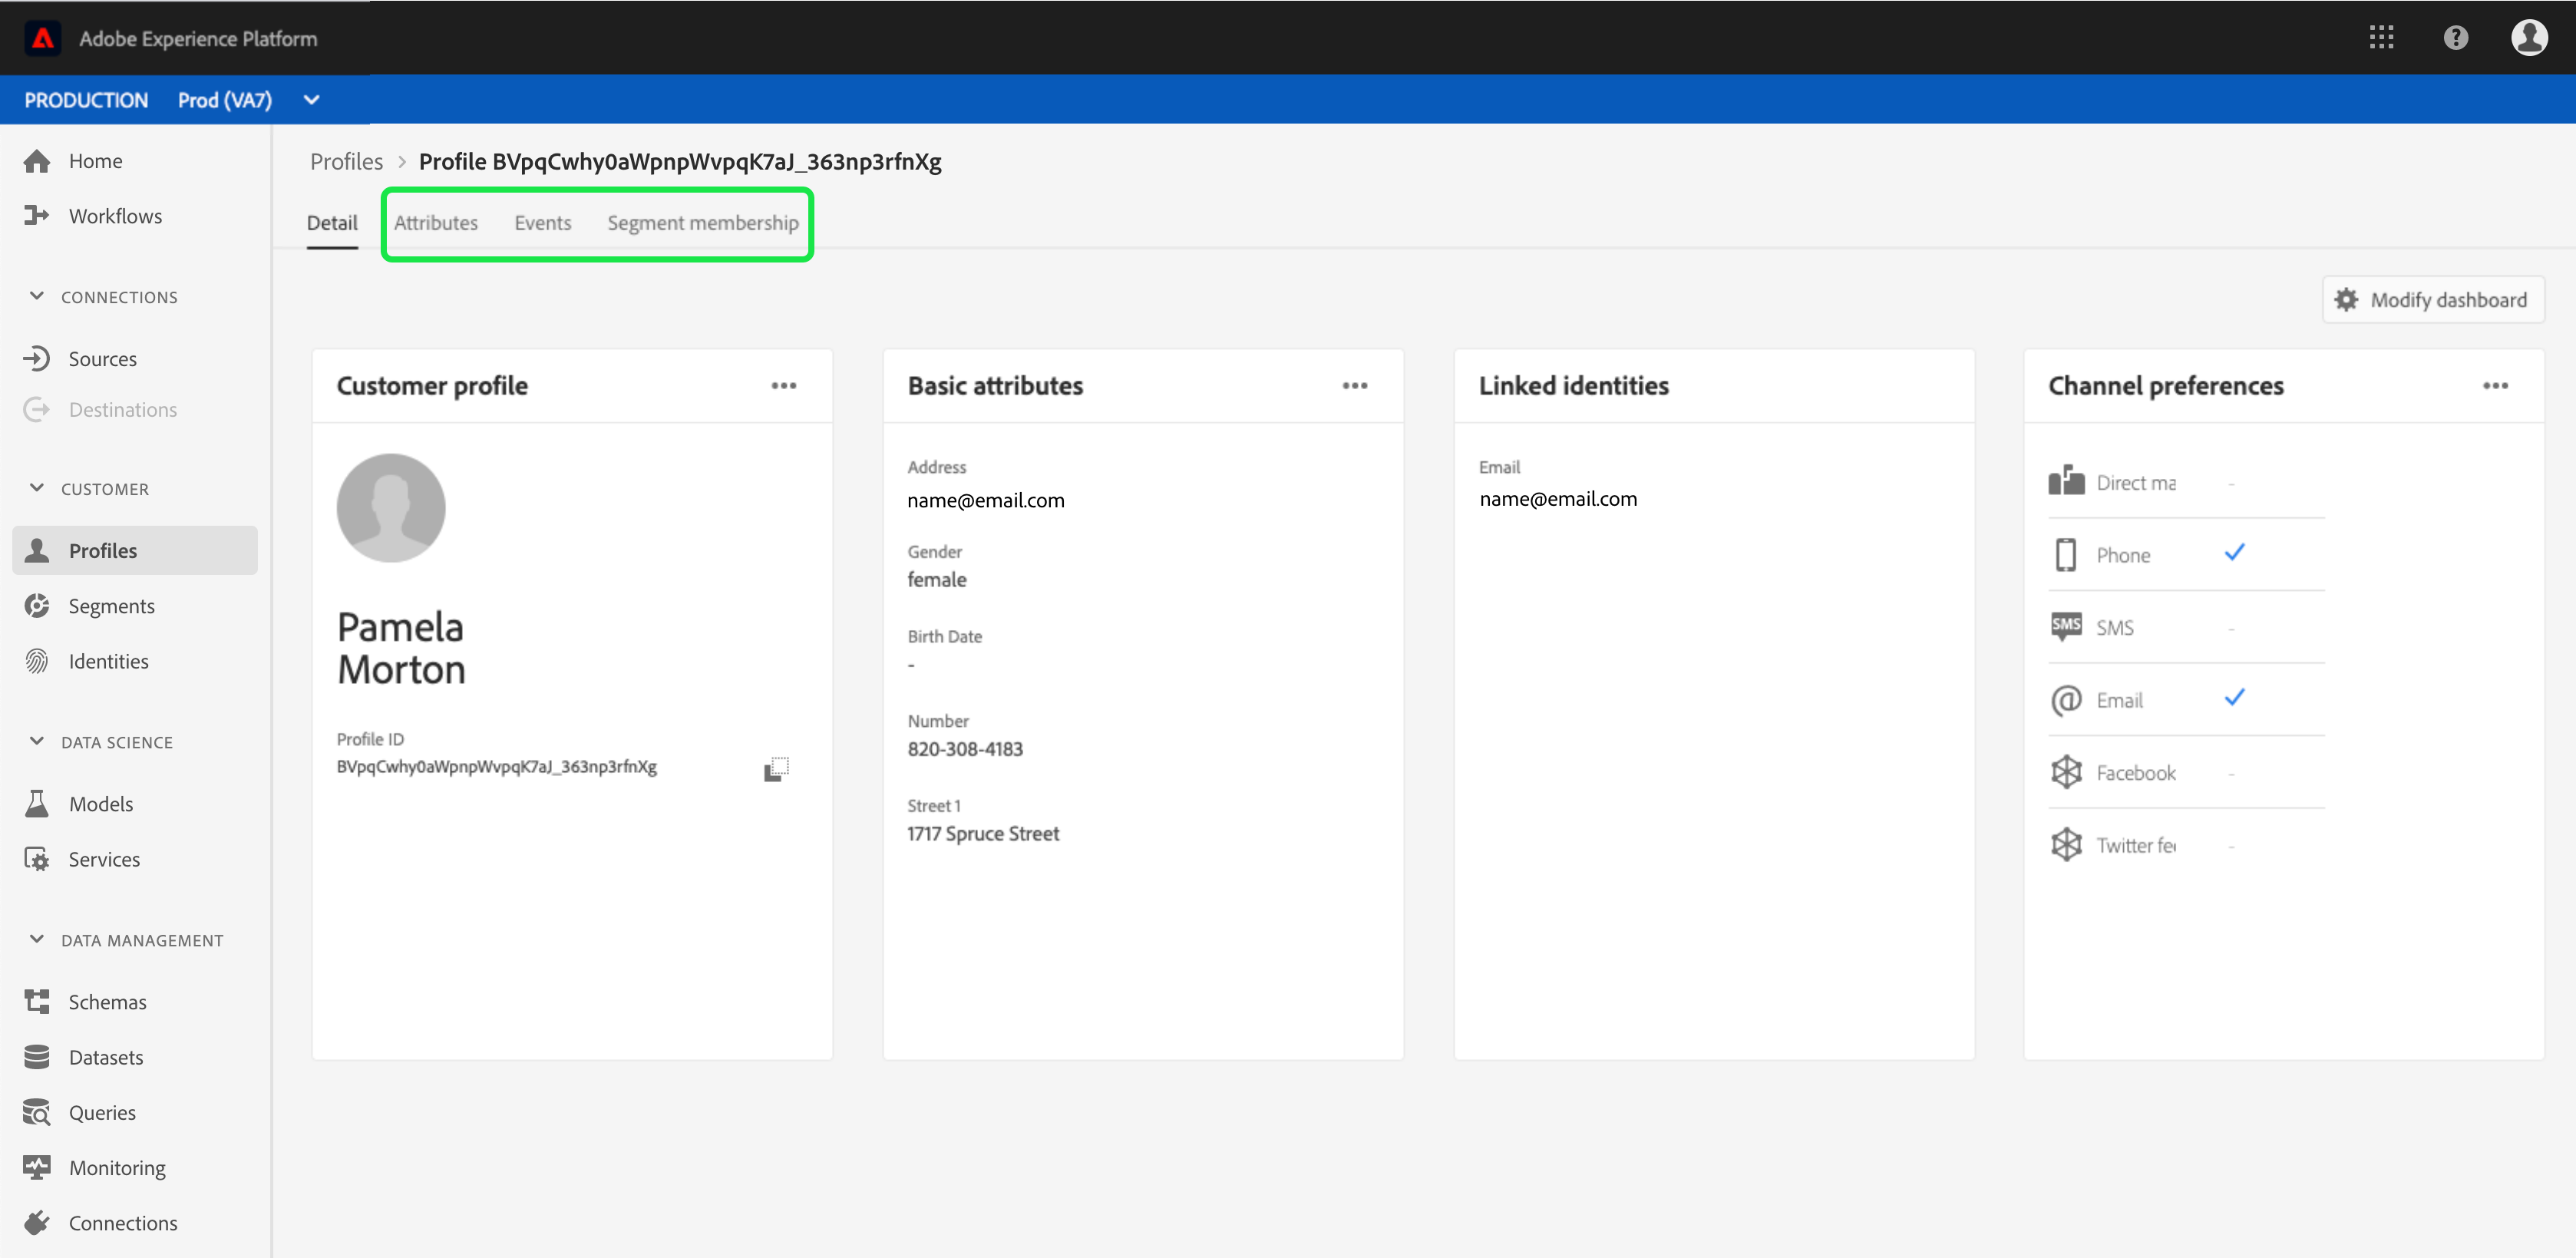 Adobe Experience Platform
PRODUCTION Prod (VA7)
Home
Workflows
CONNECTIONS
Sources
Destinations
CUSTOMER
Profiles
Segments
Identities
DATA SCIENCE
Models
Services
DATA MANAGEMENT
Schemas
Datasets
Queries
Monitoring
Connections
Profiles > Profile BVpqCwhy0aWpnpWvpqK7aJ_363np3rfnXg
Detail Attributes Events Segment membership
Modify dashboard
Customer profile
Pamela
Morton
Profile ID
BVpqCwhy0aWpnpWvpqK7aJ_363np3rfnXg
Basic attributes
Address
name@email.com
Gender
female
Birth Date
-
Number
820-308-4183
Street 1
1717 Spruce Street
Linked identities
Email
name@email.com
Channel preferences
Direct ma -
Phone
SMS SMS -
Email
Facebook -
Twitter fe -